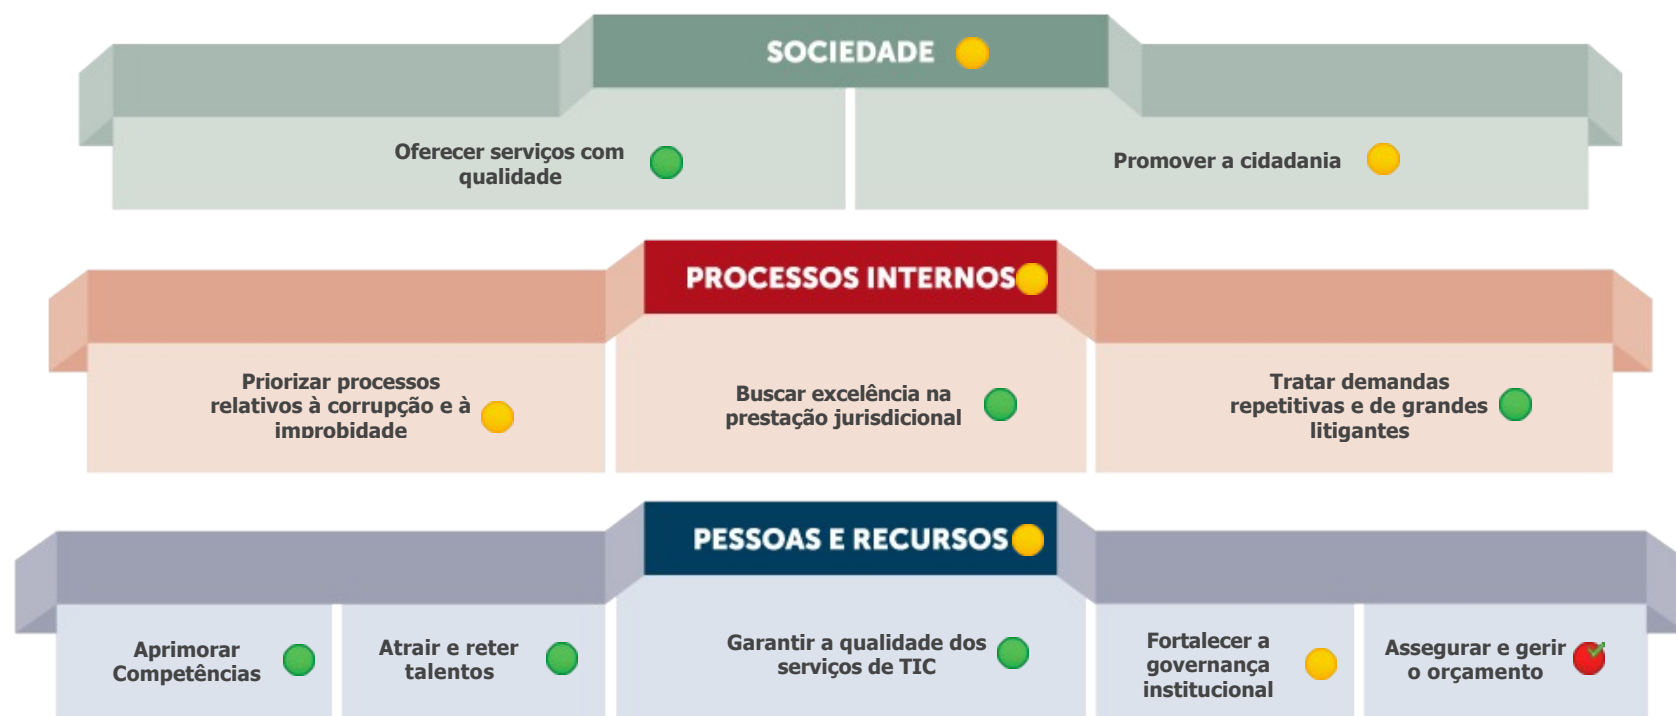 SOCIEDADE
Oferecer serviços com
qualidade
Promover a cidadania
PROCESSOS INTERNOS
Priorizar processos
relativos à corrupção e à
improbidade
Buscar excelência na
prestação jurisdicional
Tratar demandas
repetitivas e de grandes
litigantes
PESSOAS E RECURSOS
Aprimorar
Competências
Atrair e reter
talentos
Garantir a qualidade dos
serviços de TIC
Fortalecer a
governança
institucional
Assegurar e gerir
o orçamento